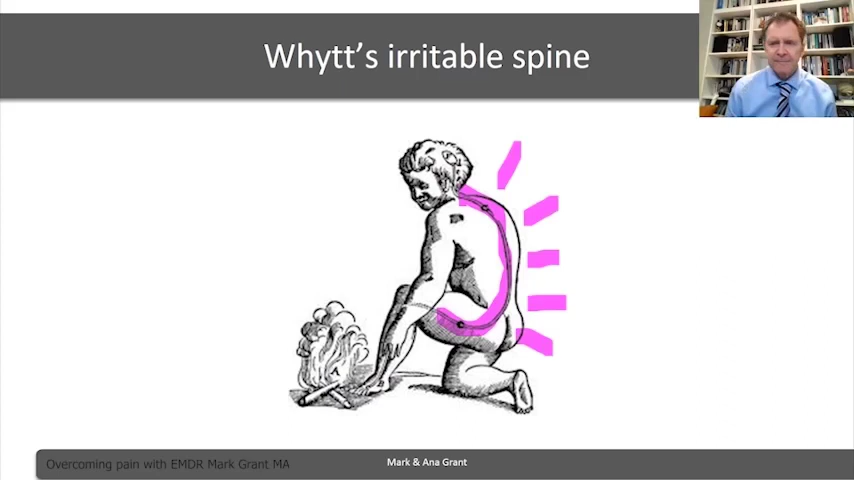 Whytt's irritable spine
A
Overcoming pain with EMDR Mark Grant MA
Mark & Ana Grant